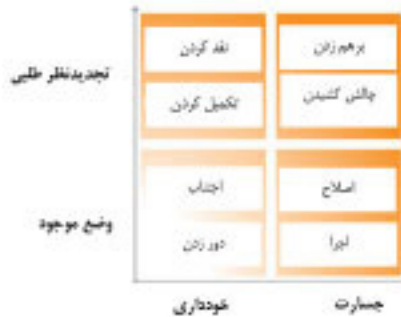 برهم زدن
نقد کردن
چالش کشیدن
تکمیل کردن
تجدیدنظر طلبی
اصلاح
اجتناب
اجرا
دور زدن
وضع موجود
جسارت
خودداری